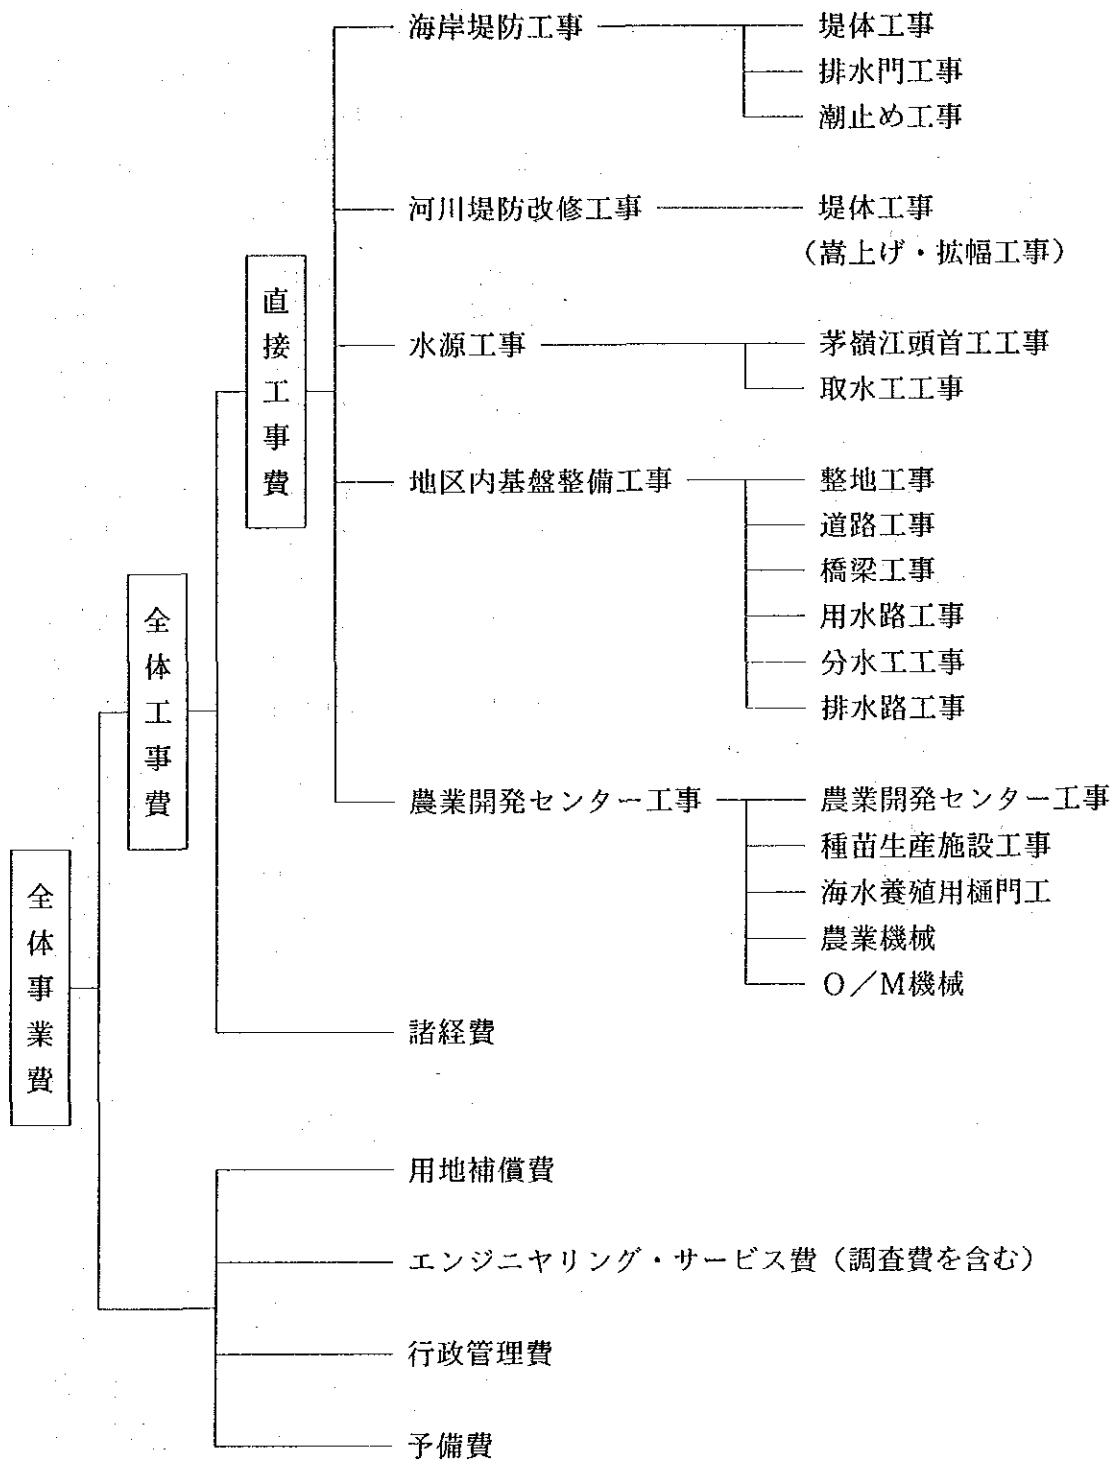 海岸堤防工事 堤体工事
排水門工事
潮止め工事
河川堤防改修工事 堤体工事
（嵩上げ・拡幅工事）
直接工事費
水源工事 茅嶺江頭首工工事
取水工工事
地区内基盤整備工事 整地工事
道路工事
橋梁工事
用水路工事
分水工工事
排水路工事
全体工事費
農業開発センター工事 農業開発センター工事
種苗生産施設工事
海水養殖用樋門工
農業機械
O／M機械
全体事業費
諸経費
用地補償費
エンジニヤリング・サービス費（調査費を含む）
行政管理費
予備費